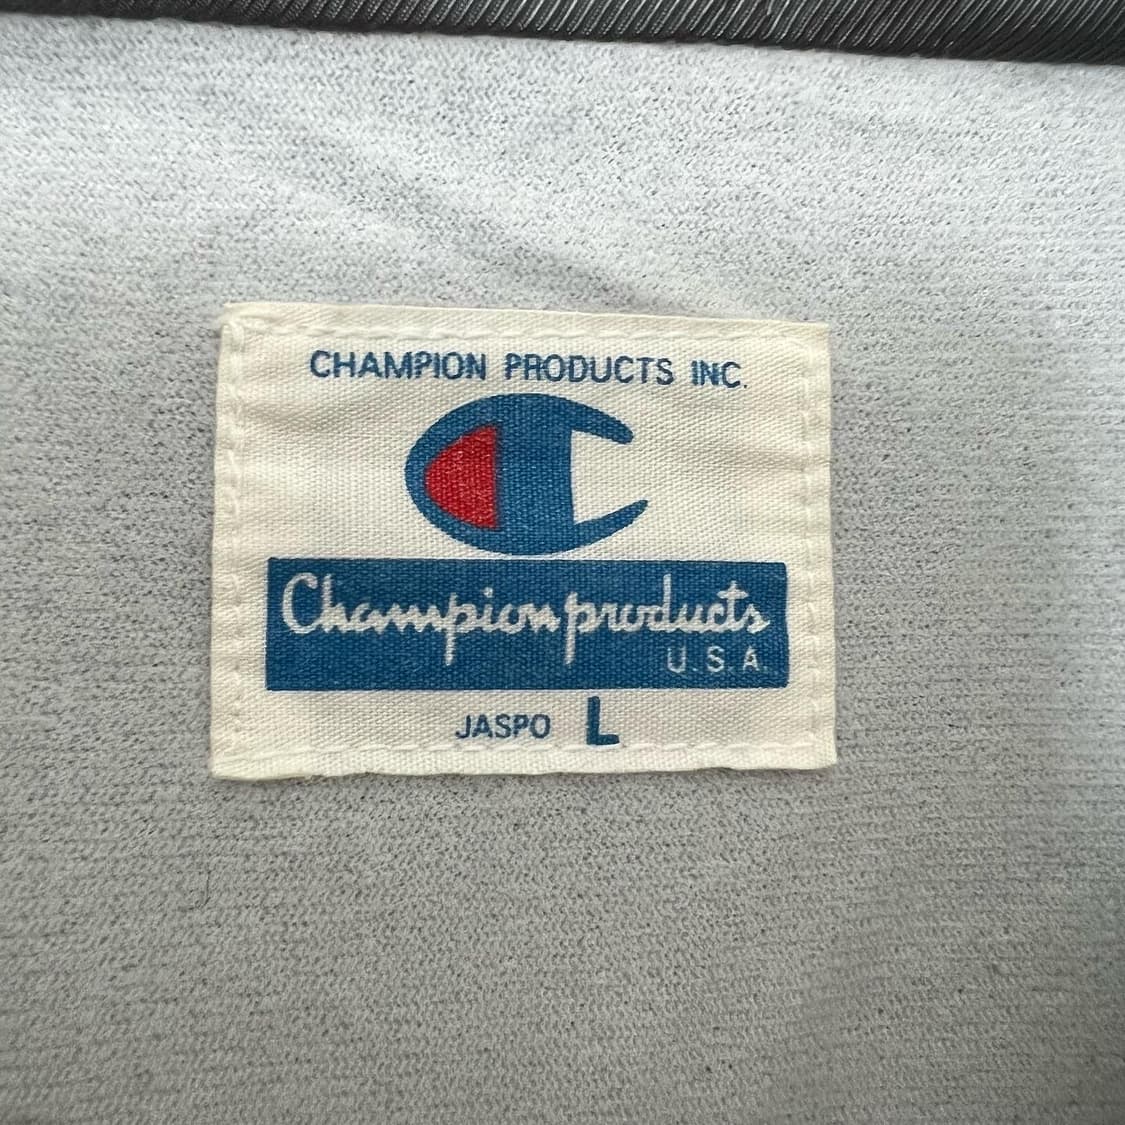 CHAMPION PRODUCTS INC.
Champion products
U.S.A.
JASPO L